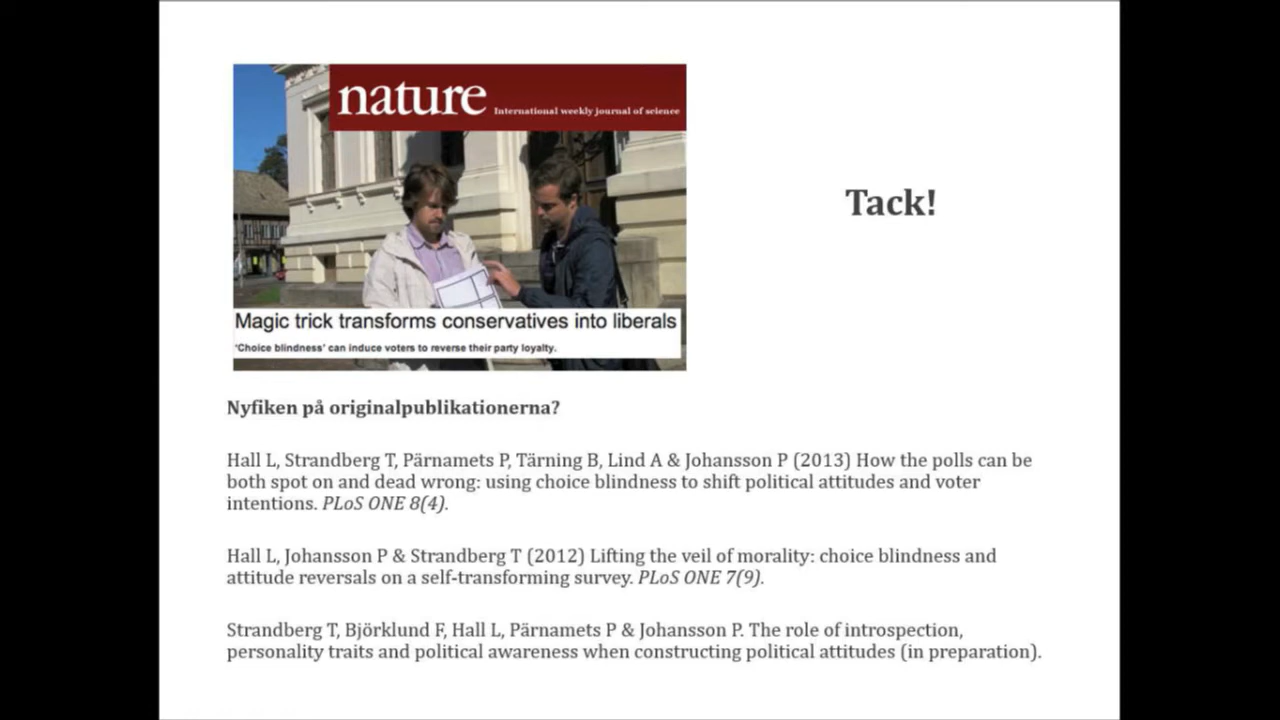 nature International weekly journal of science
Tack!
Magic trick transforms conservatives into liberals
'Choice blindness' can induce voters to reverse their party loyalty.
Nyfiken på originalpublikationerna?
Hall L, Strandberg T, Pärnamets P, Tärning B, Lind A & Johansson P (2013) How the polls can be
both spot on and dead wrong: using choice blindness to shift political attitudes and voter
intentions. PLoS ONE 8(4).
Hall L, Johansson P & Strandberg T (2012) Lifting the veil of morality: choice blindness and
attitude reversals on a self-transforming survey. PLoS ONE 7(9).
Strandberg T, Björklund F, Hall L, Pärnamets P & Johansson P. The role of introspection,
personality traits and political awareness when constructing political attitudes (in preparation).